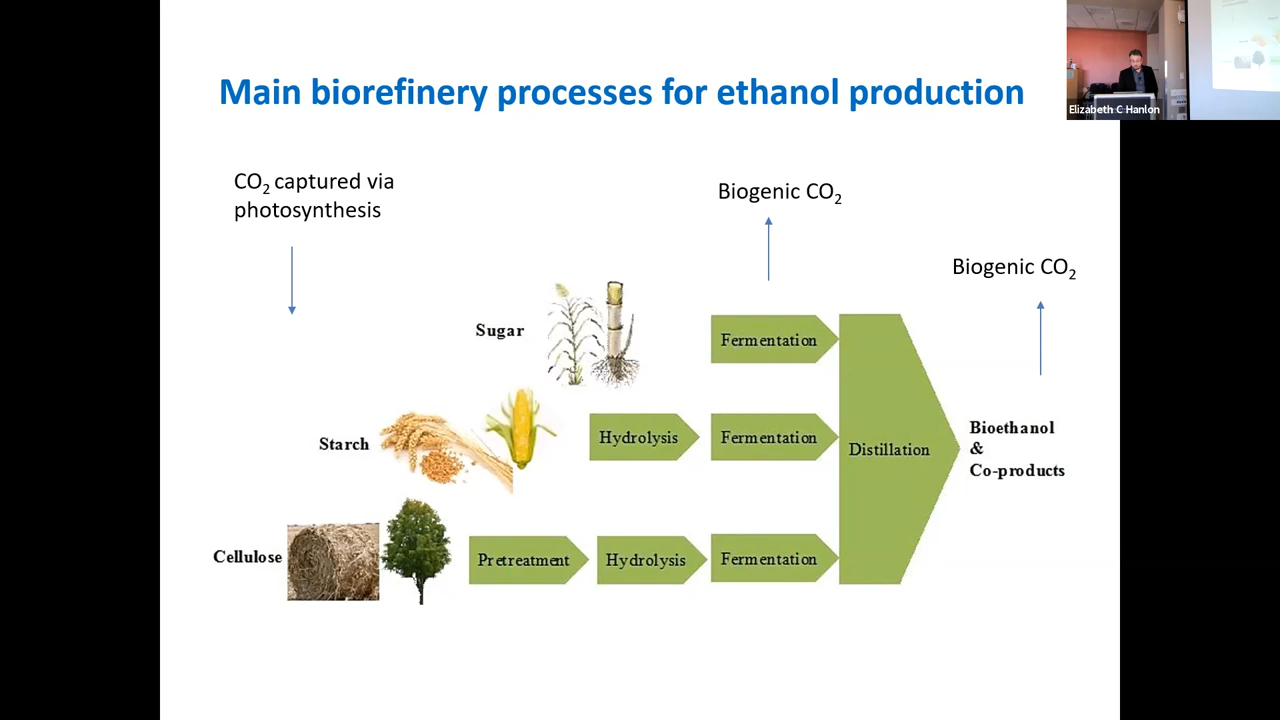 Main biorefinery processes for ethanol production
Elizabeth C Hanlon
CO₂ captured via
photosynthesis
Biogenic CO₂
Biogenic CO₂
Sugar
Fermentation
Starch
Hydrolysis
Fermentation
Distillation
Bioethanol
&
Co-products
Cellulose
Pretreatment
Hydrolysis
Fermentation